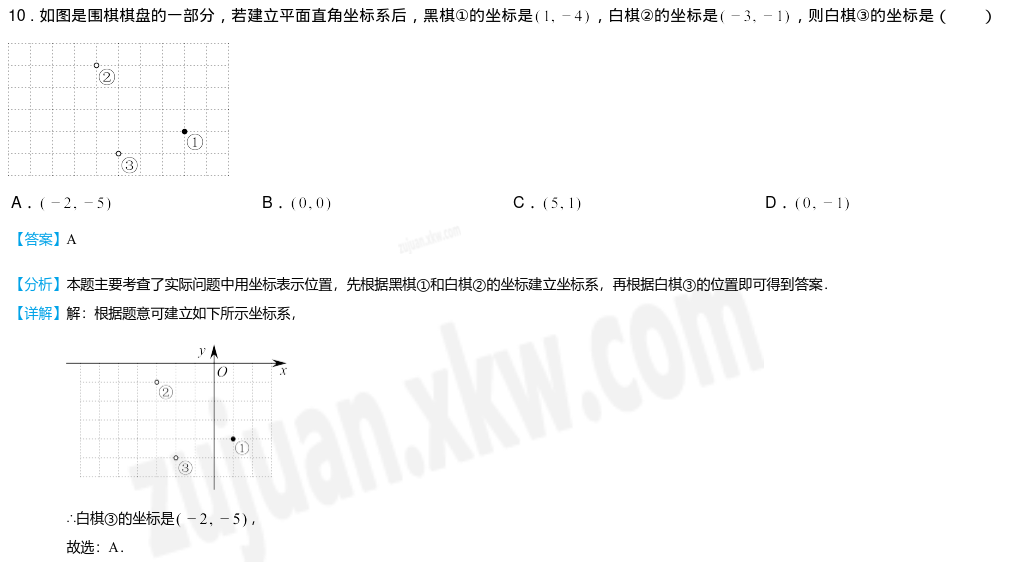 10．如图是围棋棋盘的一部分，若建立平面直角坐标系后，黑棋①的坐标是(1, −4)，白棋②的坐标是(−3, −1)，则白棋③的坐标是（　　）
②
①
③
A．(−2, −5)　B．(0,0)　C．(5,1)　D．(0, −1)
【答案】A
zujuan.xkw.com
【分析】本题主要考查了实际问题中用坐标表示位置，先根据黑棋①和白棋②的坐标建立坐标系，再根据白棋③的位置即可得到答案．
【详解】解：根据题意可建立如下所示坐标系，
y
O
x
②
①
③
zujuan.xkw.com
∴白棋③的坐标是(−2, −5)，
故选：A．